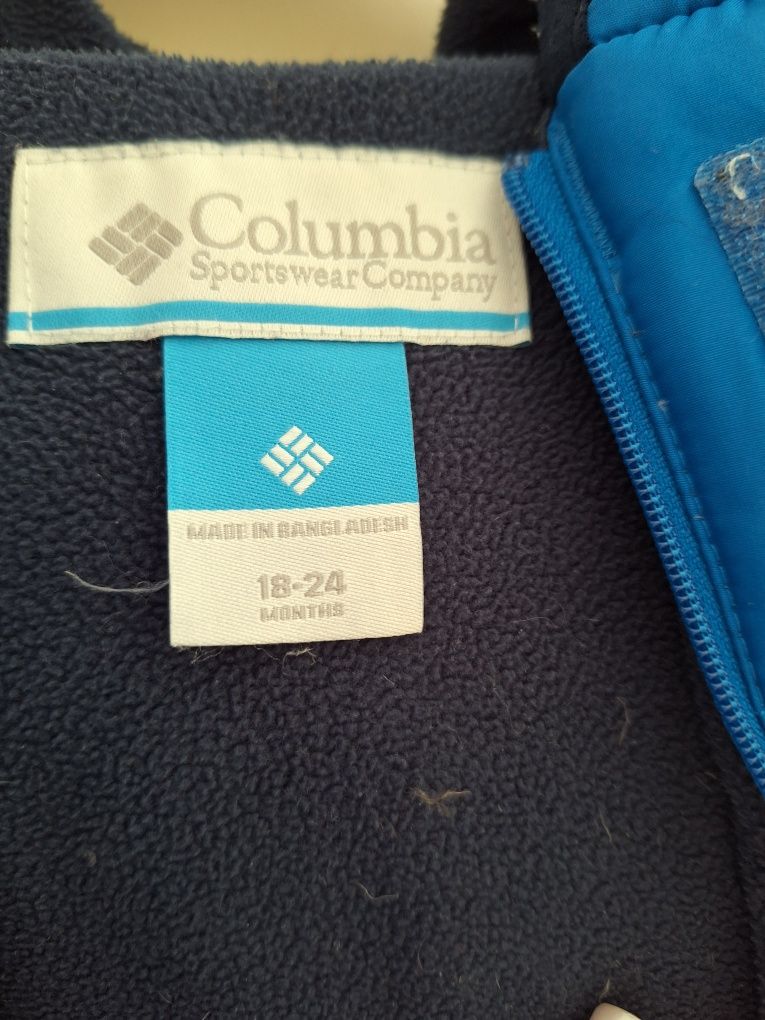 Columbia
Sportswear Company
MADE IN BANGLADESH
18-24
MONTHS